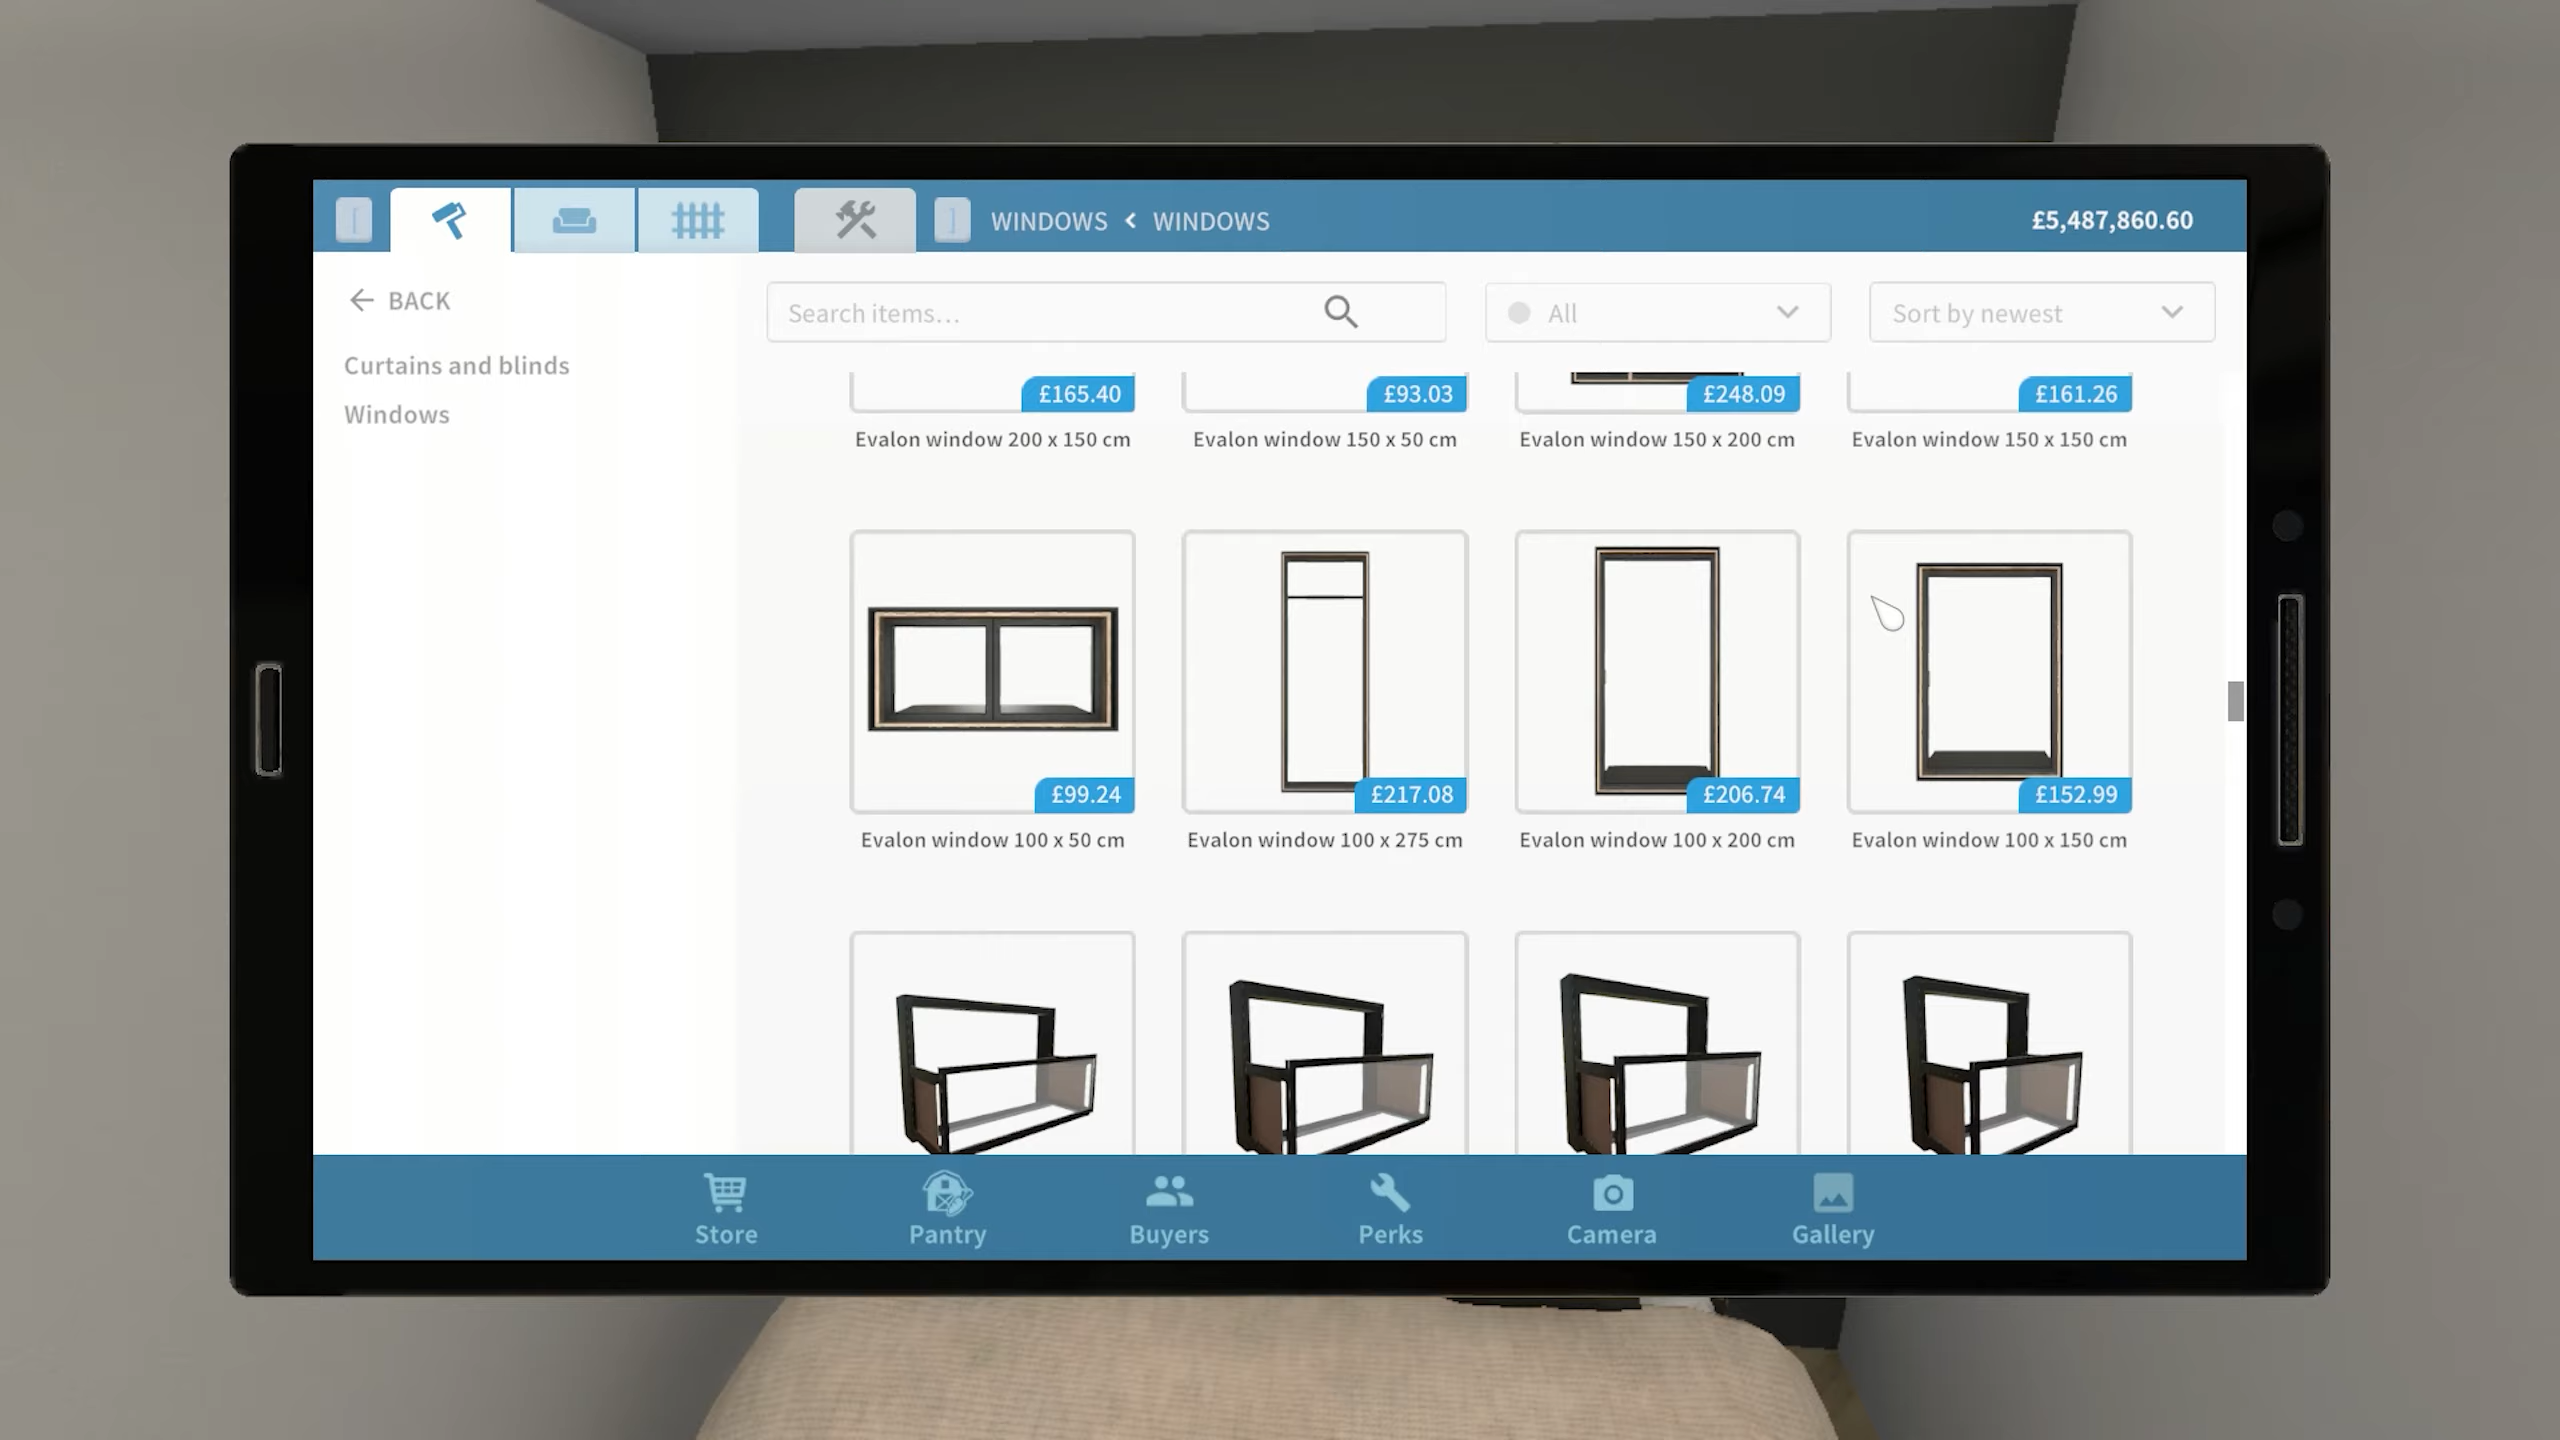 [
]
WINDOWS < WINDOWS
£5,487,860.60
BACK
Curtains and blinds
Windows
Search items...
All
Sort by newest
£165.40
£93.03
£248.09
£161.26
Evalon window 200 x 150 cm
Evalon window 150 x 50 cm
Evalon window 150 x 200 cm
Evalon window 150 x 150 cm
£99.24
£217.08
£206.74
£152.99
Evalon window 100 x 50 cm
Evalon window 100 x 275 cm
Evalon window 100 x 200 cm
Evalon window 100 x 150 cm
Store
Pantry
Buyers
Perks
Camera
Gallery